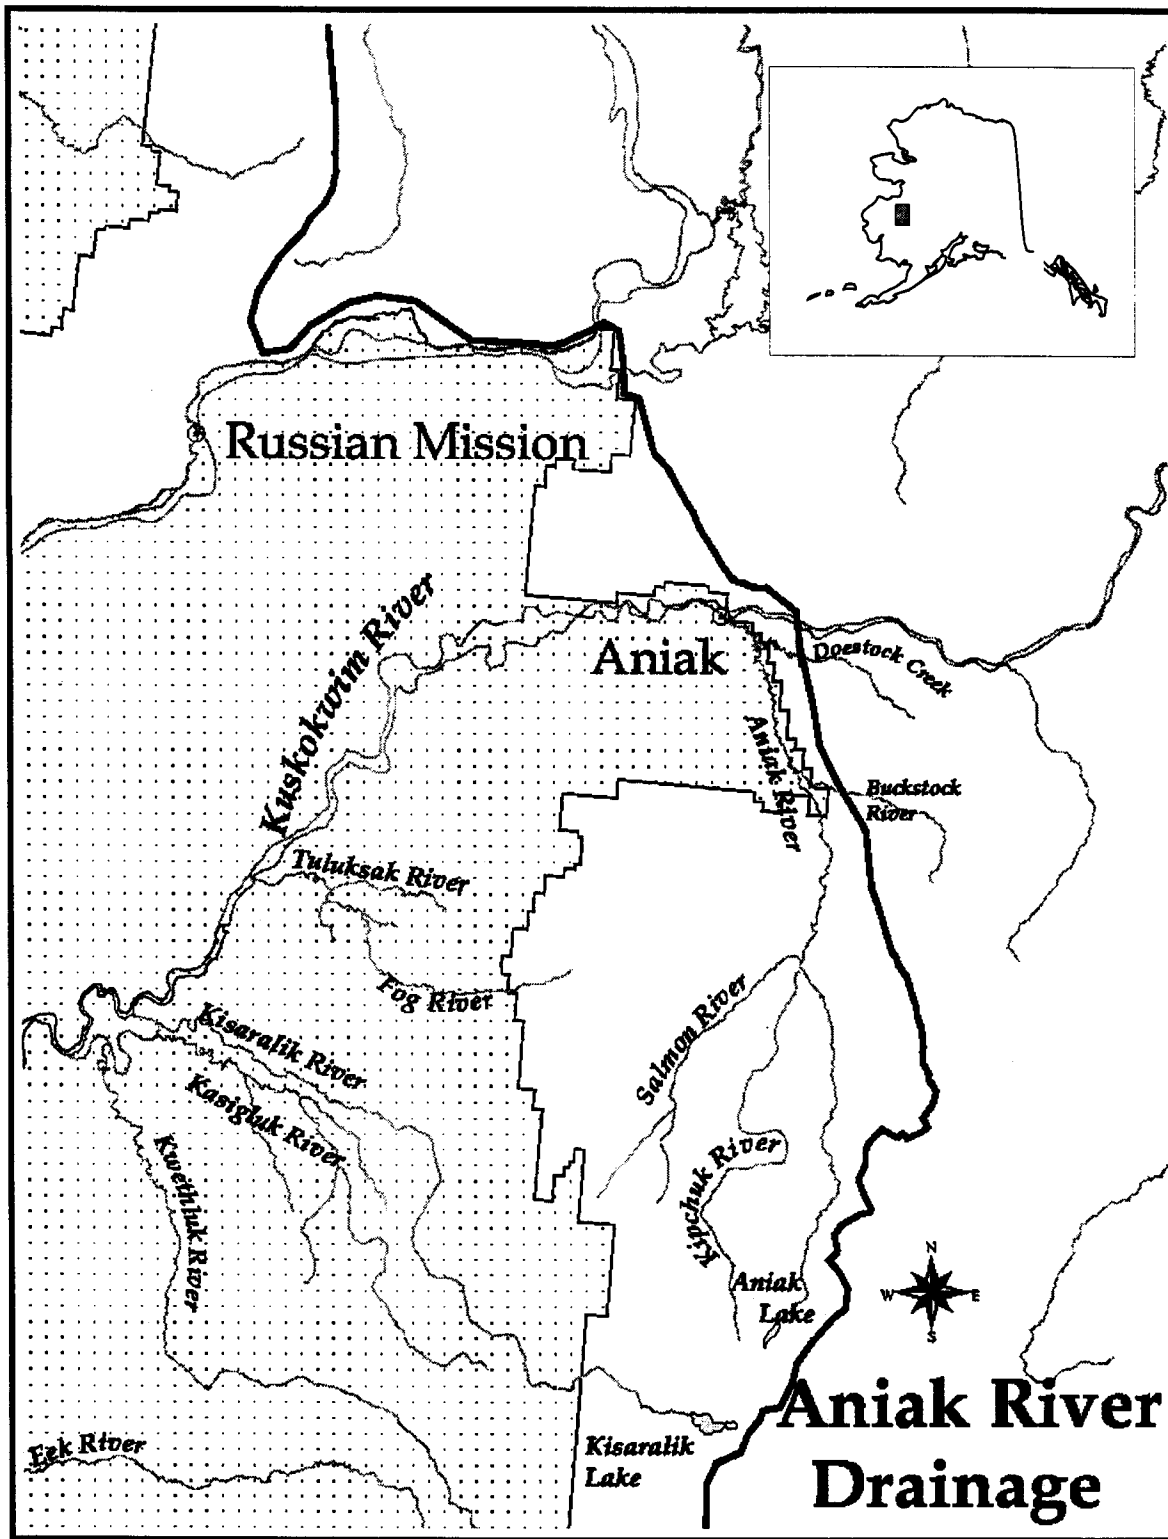 Russian Mission
Kuskokwim River
Aniak
Doestock Creek
Aniak River
Buckstock
River
Tuluksak River
Fog River
Kisaralik River
Salmon River
Kasigluk River
Kwethluk River
Kipchuk River
Aniak
Lake
N
W
E
S
Aniak River
Drainage
Eek River
Kisaralik
Lake